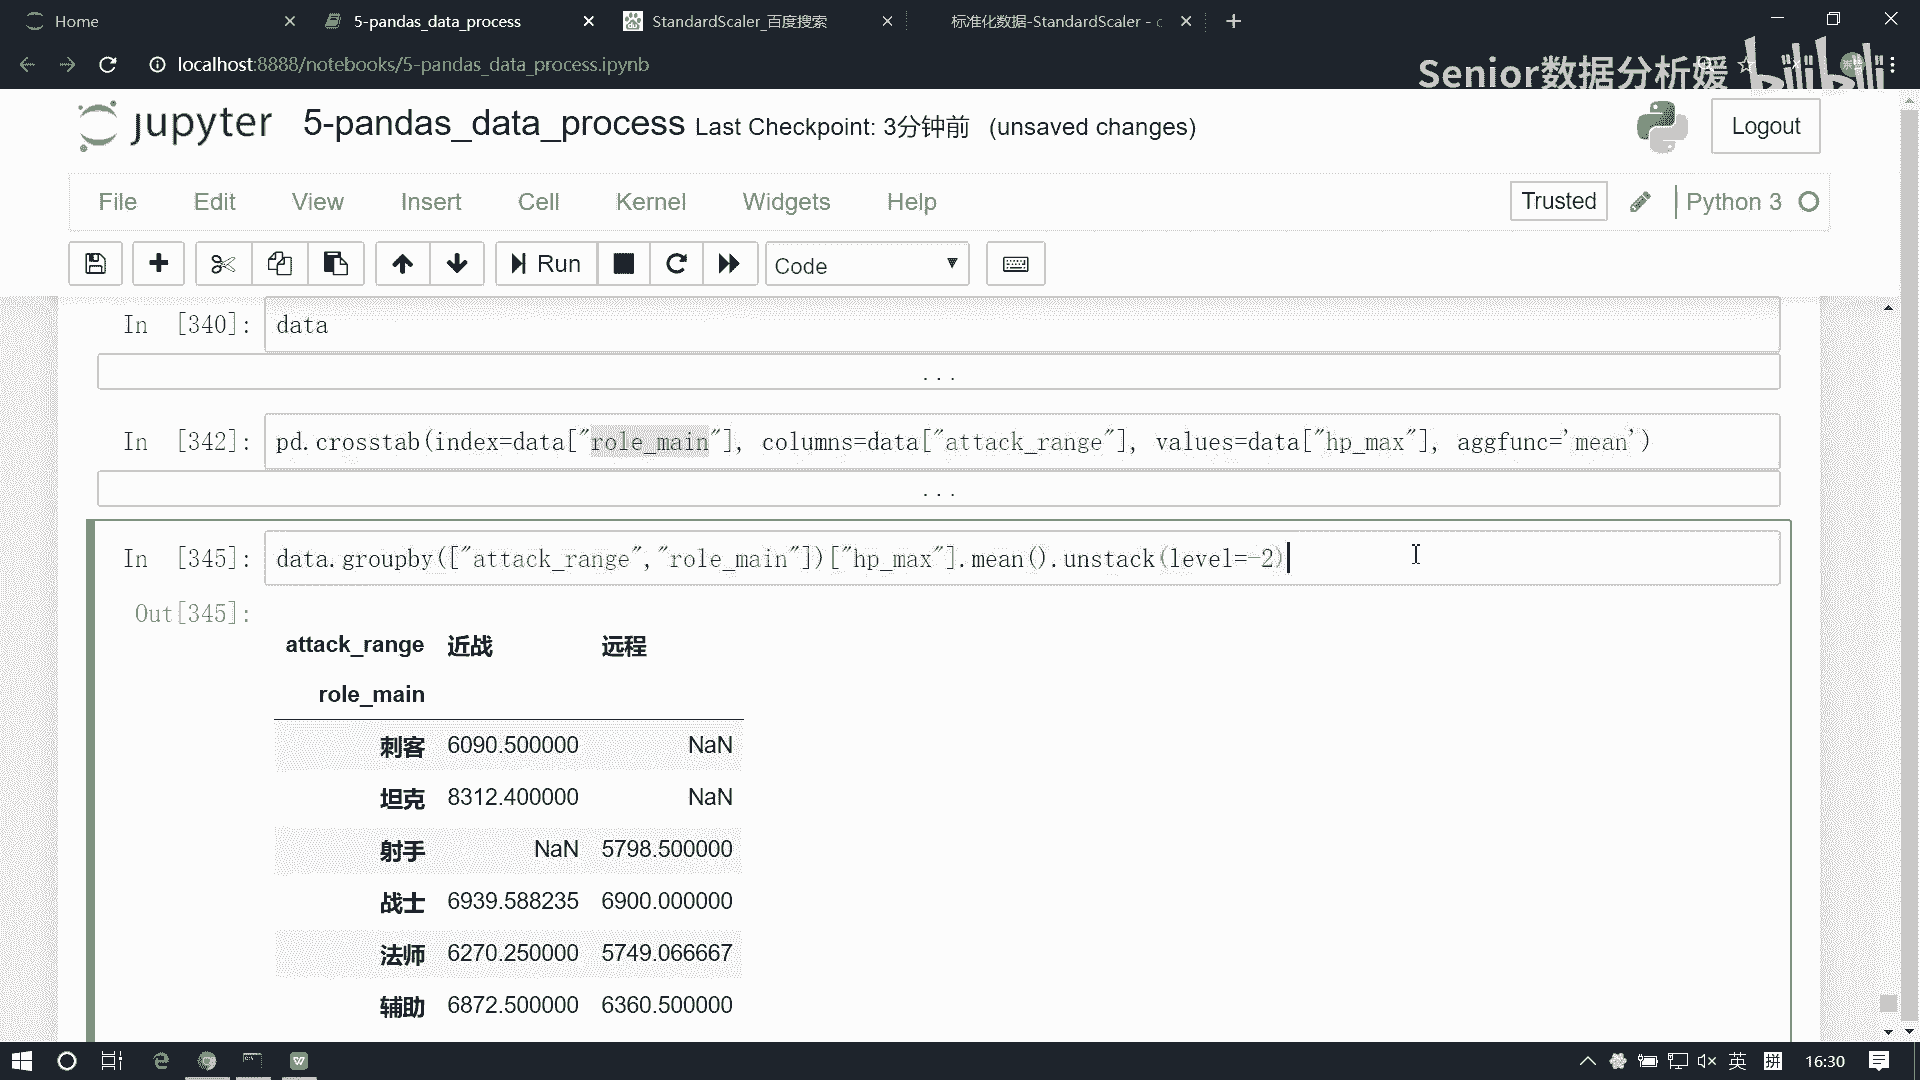 Home
5-pandas_data_process
StandardScaler_百度搜索
标准化数据-StandardScaler - c
localhost:8888/notebooks/5-pandas_data_process.ipynb
Senior数据分析媛
bilibili
jupyter 5-pandas_data_process Last Checkpoint: 3分钟前 (unsaved changes)
Logout
File Edit View Insert Cell Kernel Widgets Help
Trusted
Python 3
Run
Code
In [340]: data
...
In [342]: pd.crosstab(index=data["role_main"], columns=data["attack_range"], values=data["hp_max"], aggfunc='mean')
...
In [345]: data.groupby(["attack_range","role_main"])["hp_max"].mean().unstack(level=-2)
Out[345]:
attack_range 近战 远程
role_main
刺客 6090.500000 NaN
坦克 8312.400000 NaN
射手 NaN 5798.500000
战士 6939.588235 6900.000000
法师 6270.250000 5749.066667
辅助 6872.500000 6360.500000
英 拼 16:30